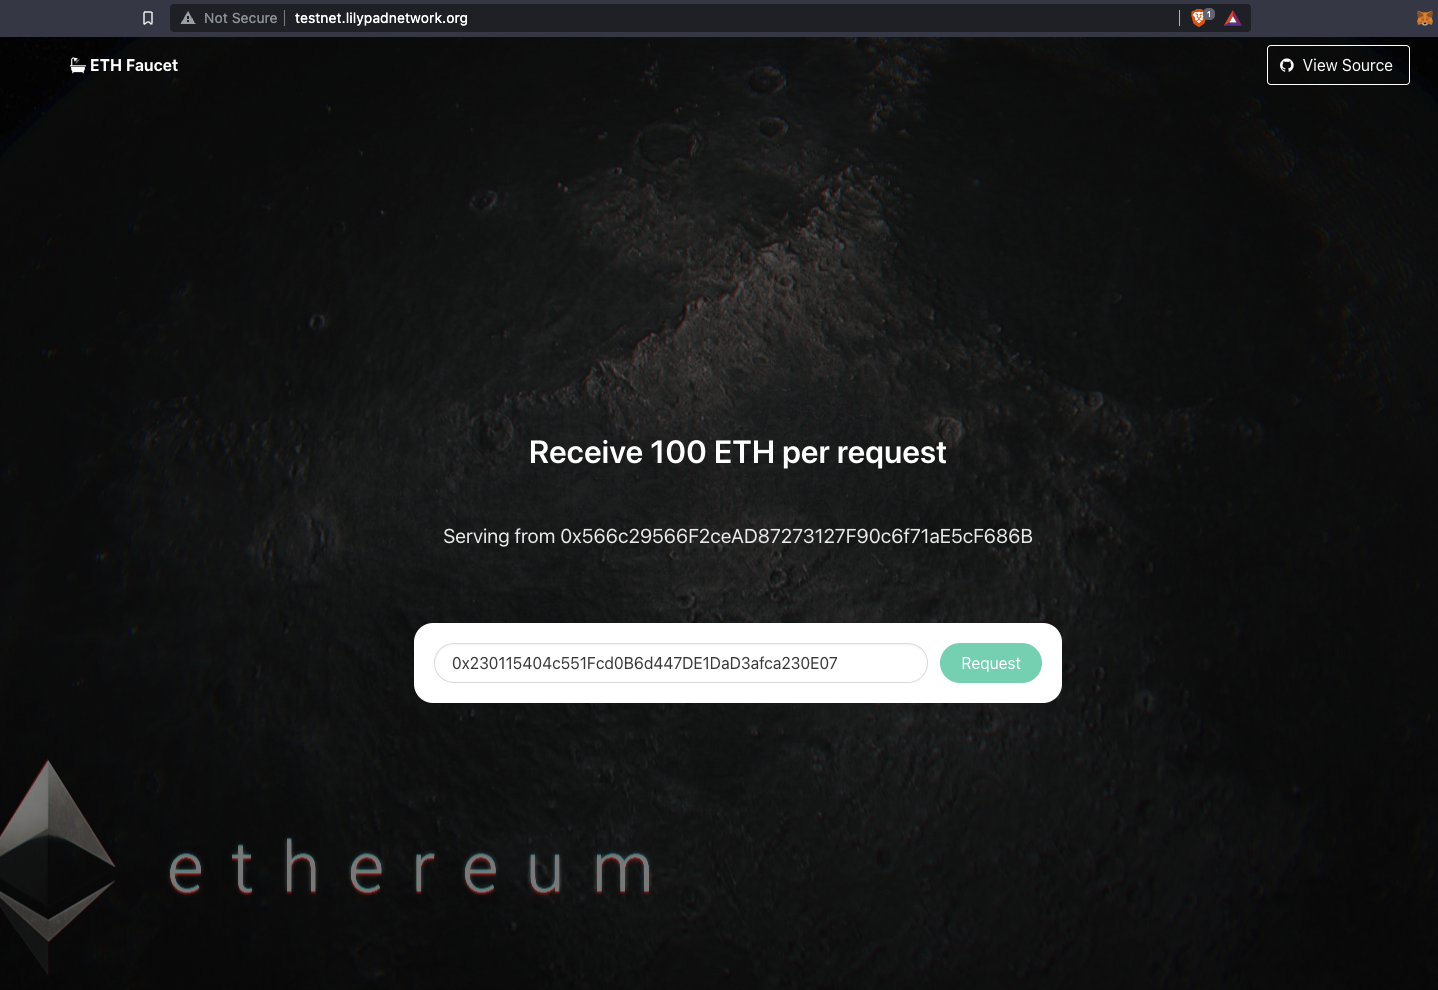 Not Secure testnet.lilypadnetwork.org 1
ETH Faucet View Source
Receive 100 ETH per request
Serving from 0x566c29566F2ceAD87273127F90c6f71aE5cF686B
0x230115404c551Fcd0B6d447DE1DaD3afca230E07 Request
ethereum